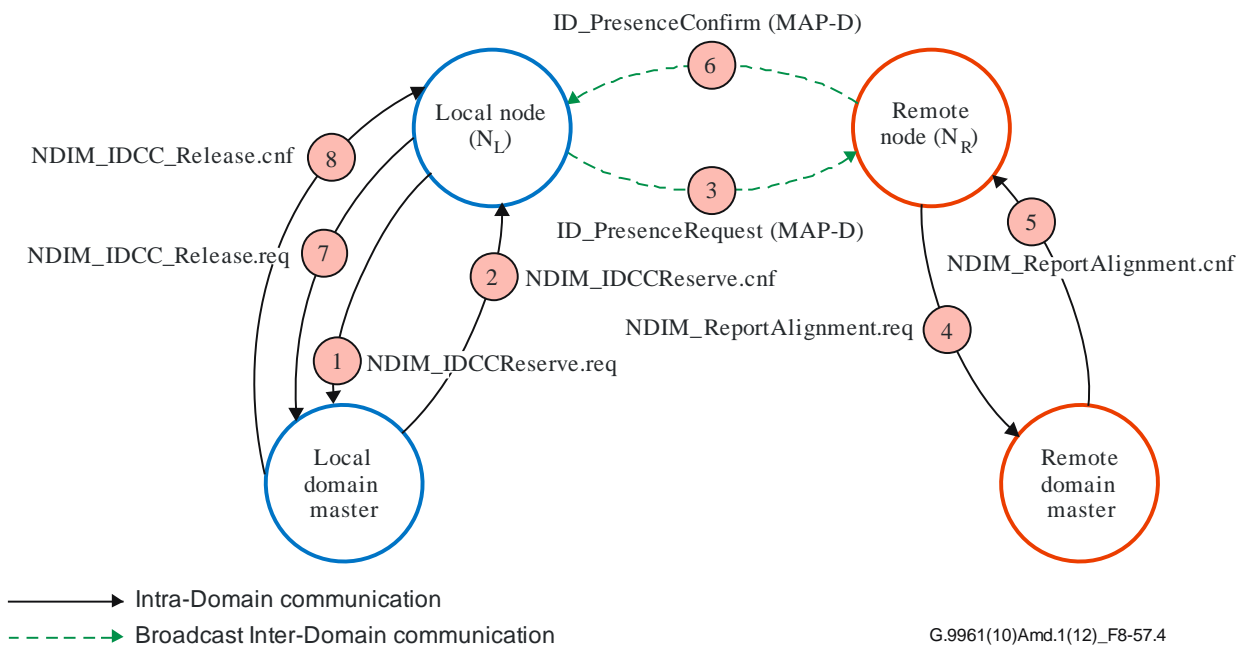 ID_PresenceConfirm (MAP-D)
6
Local node
(N_L)
Remote
node (N_R)
NDIM_IDCC_Release.cnf
8
3
ID_PresenceRequest (MAP-D)
5
NDIM_IDCC_Release.req
7
2
NDIM_IDCCReserve.cnf
NDIM_ReportAlignment.cnf
NDIM_ReportAlignment.req
4
1
NDIM_IDCCReserve.req
Local
domain
master
Remote
domain
master
Intra-Domain communication
Broadcast Inter-Domain communication
G.9961(10)Amd.1(12)_F8-57.4